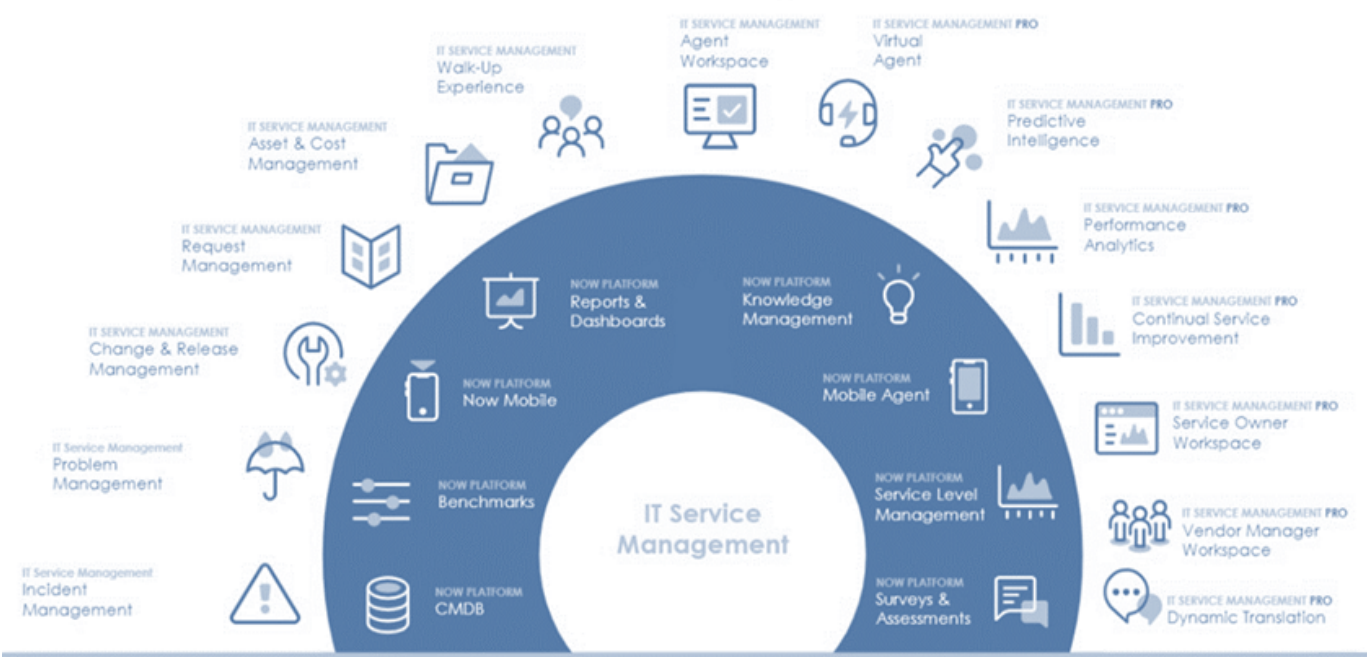 IT SERVICE MANAGEMENT
Agent
Workspace
IT SERVICE MANAGEMENT PRO
Virtual
Agent
IT SERVICE MANAGEMENT
Walk-Up
Experience
IT SERVICE MANAGEMENT PRO
Predictive
Intelligence
IT SERVICE MANAGEMENT
Asset & Cost
Management
IT SERVICE MANAGEMENT PRO
Performance
Analytics
IT SERVICE MANAGEMENT
Request
Management
IT SERVICE MANAGEMENT PRO
Continual Service
Improvement
IT SERVICE MANAGEMENT
Change & Release
Management
IT SERVICE MANAGEMENT PRO
Service Owner
Workspace
IT Service Management
Problem
Management
IT SERVICE MANAGEMENT PRO
Vendor Manager
Workspace
IT Service Management
Incident
Management
IT SERVICE MANAGEMENT PRO
Dynamic Translation
NOW PLATFORM
Reports &
Dashboards
NOW PLATFORM
Knowledge
Management
NOW PLATFORM
Now Mobile
NOW PLATFORM
Mobile Agent
NOW PLATFORM
Benchmarks
NOW PLATFORM
Service Level
Management
NOW PLATFORM
CMDB
NOW PLATFORM
Surveys &
Assessments
IT Service
Management